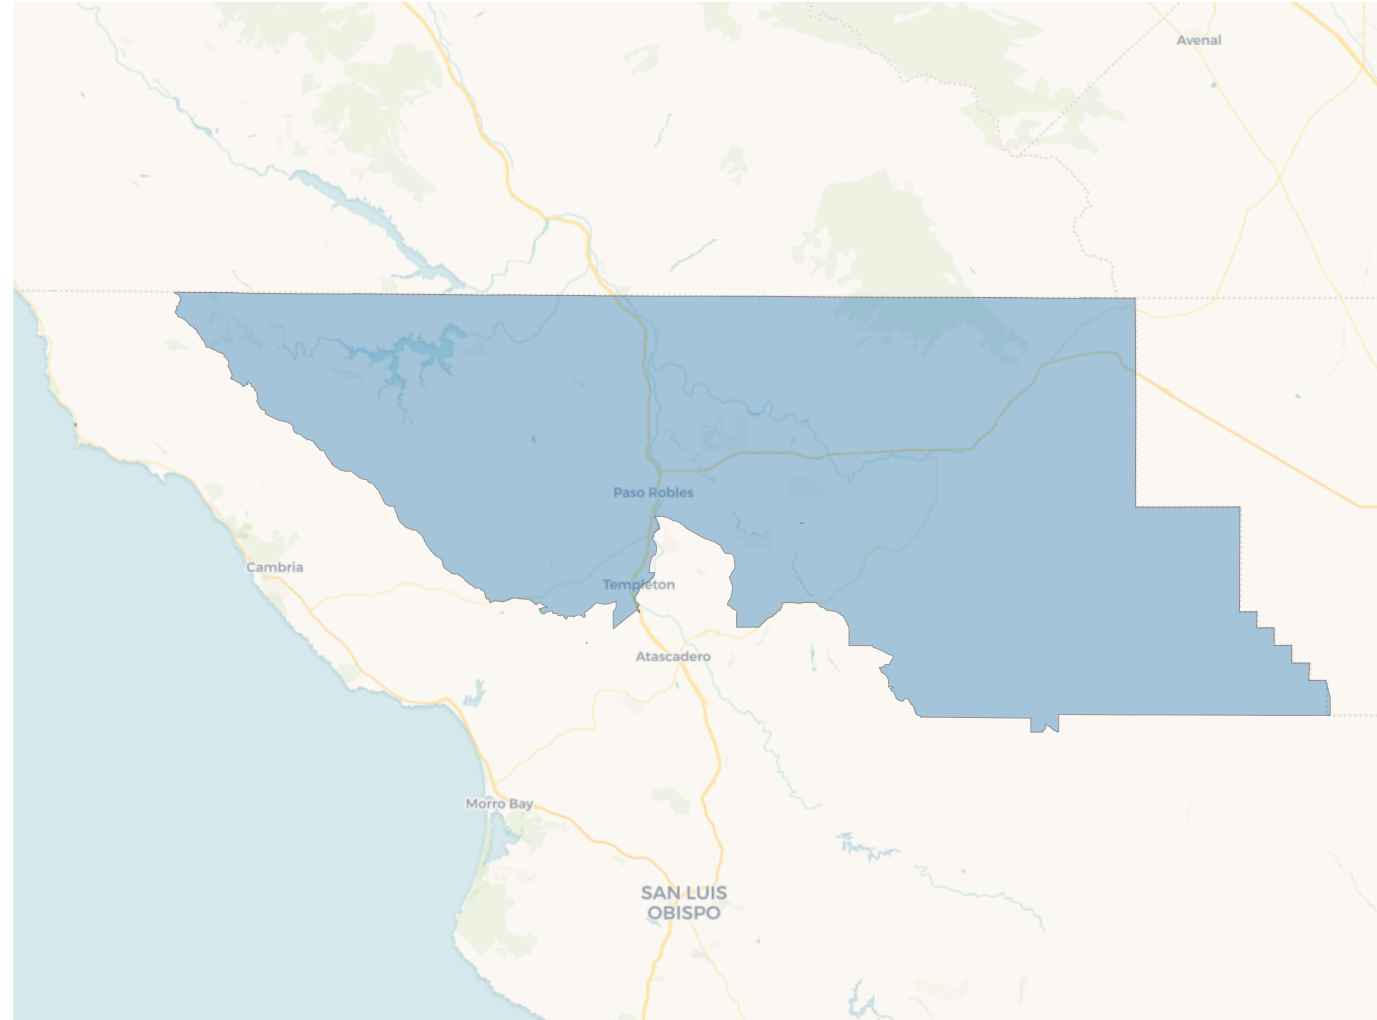 Avenal
Paso Robles
Cambria
Templeton
Atascadero
Morro Bay
SAN LUIS
OBISPO